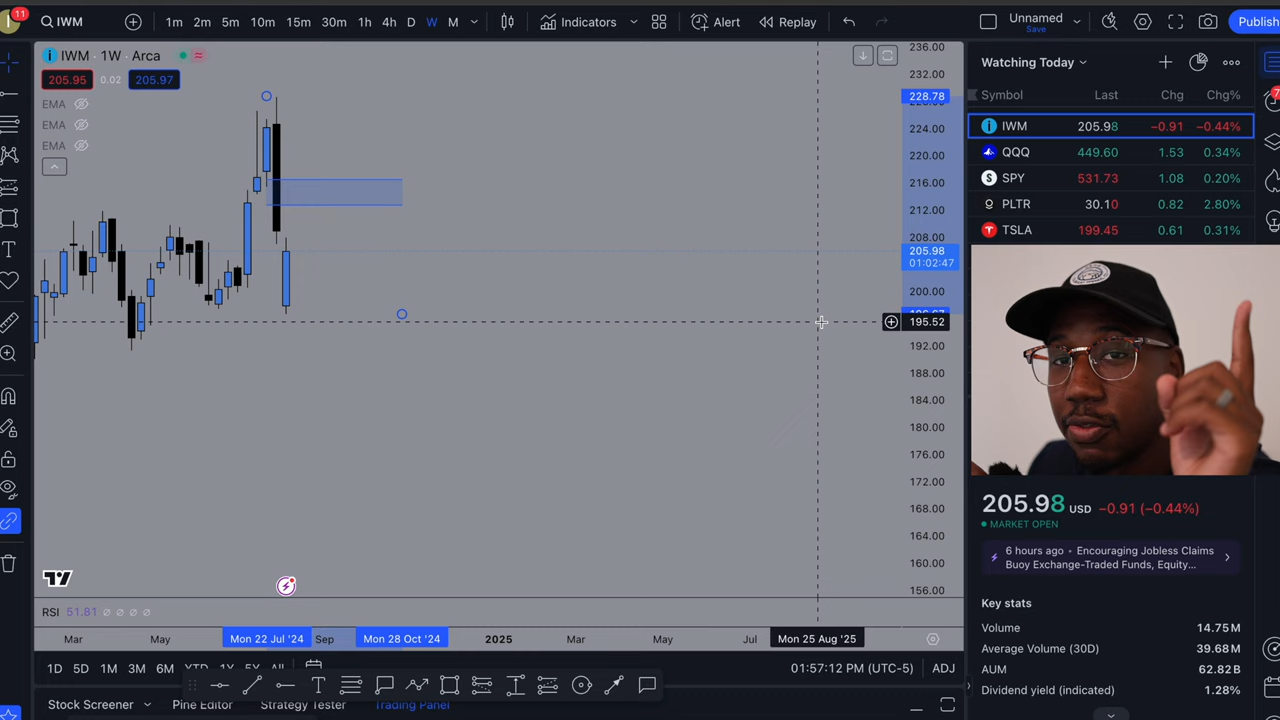 11
IWM
1m 2m 5m 10m 15m 30m 1h 4h D W M
Indicators
Alert
Replay
Unnamed
Save
Publish
IWM · 1W · Arca
205.95 0.02 205.97
EMA
EMA
EMA
236.00
232.00
228.78
224.00
220.00
216.00
212.00
208.00
205.98
01:02:47
200.00
195.52
192.00
188.00
184.00
180.00
176.00
172.00
168.00
164.00
160.00
156.00
RSI 51.81
Mar May Mon 22 Jul '24 Sep Mon 28 Oct '24 2025 Mar May Jul Mon 25 Aug '25
1D 5D 1M 3M 6M YTD 1Y 5Y All
01:57:12 PM (UTC-5) ADJ
Stock Screener Pine Editor Strategy Tester Trading Panel
Watching Today
Symbol Last Chg Chg%
IWM 205.98 −0.91 −0.44%
QQQ 449.60 1.53 0.34%
SPY 531.73 1.08 0.20%
PLTR 30.10 0.82 2.80%
TSLA 199.45 0.61 0.31%
205.98 USD −0.91 (−0.44%)
MARKET OPEN
6 hours ago • Encouraging Jobless Claims
Buoy Exchange-Traded Funds, Equity...
Key stats
Volume 14.75M
Average Volume (30D) 39.68M
AUM 62.82B
Dividend yield (indicated) 1.28%